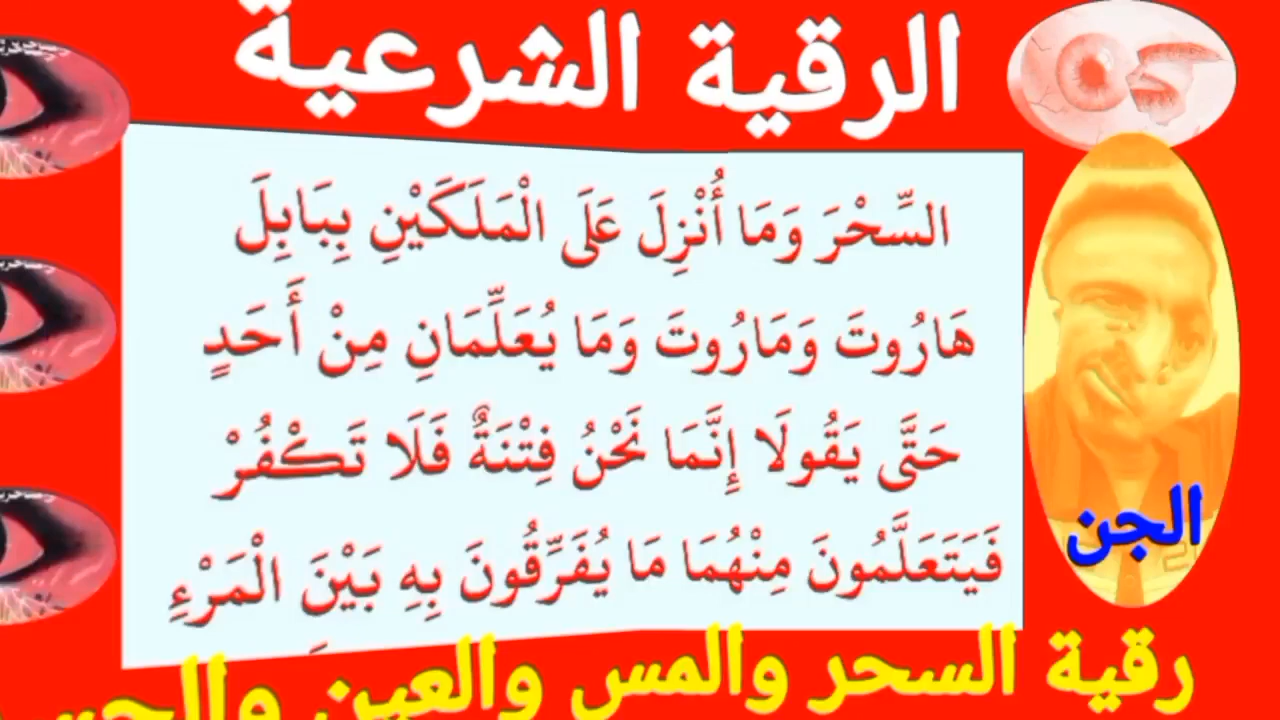 الرقية الشرعية
السِّحْرَ وَمَا أُنْزِلَ عَلَى الْمَلَكَيْنِ بِبَابِلَ
هَارُوتَ وَمَارُوتَ وَمَا يُعَلِّمَانِ مِنْ أَحَدٍ
حَتَّى يَقُولَا إِنَّمَا نَحْنُ فِتْنَةٌ فَلَا تَكْفُرْ
فَيَتَعَلَّمُونَ مِنْهُمَا مَا يُفَرِّقُونَ بِهِ بَيْنَ الْمَرْءِ
الجن
رقية السحر والمس والعين